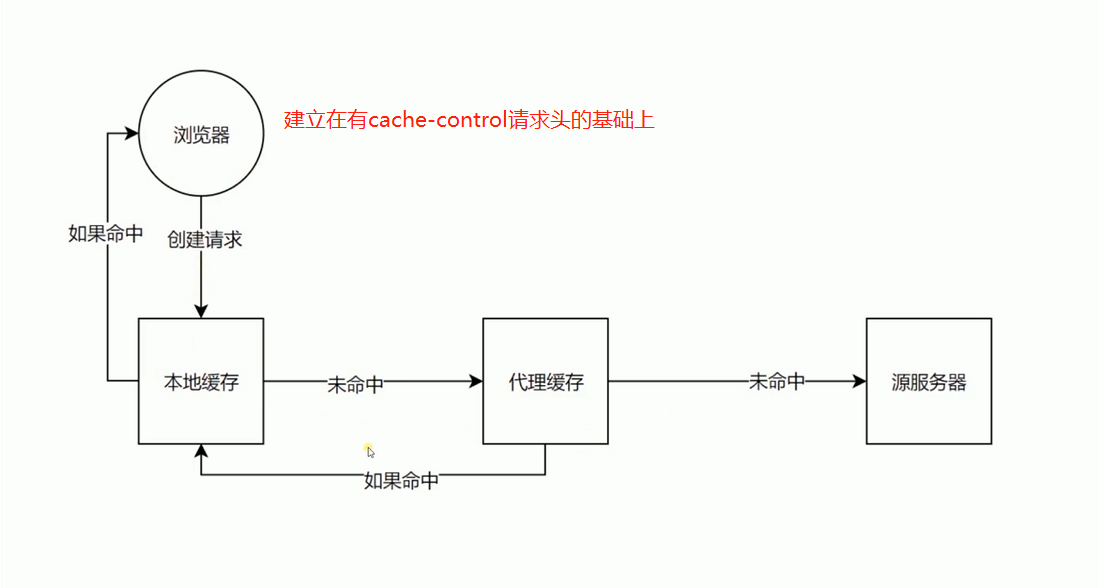 建立在有cache-control请求头的基础上
浏览器
如果命中
创建请求
本地缓存
未命中
代理缓存
未命中
源服务器
如果命中